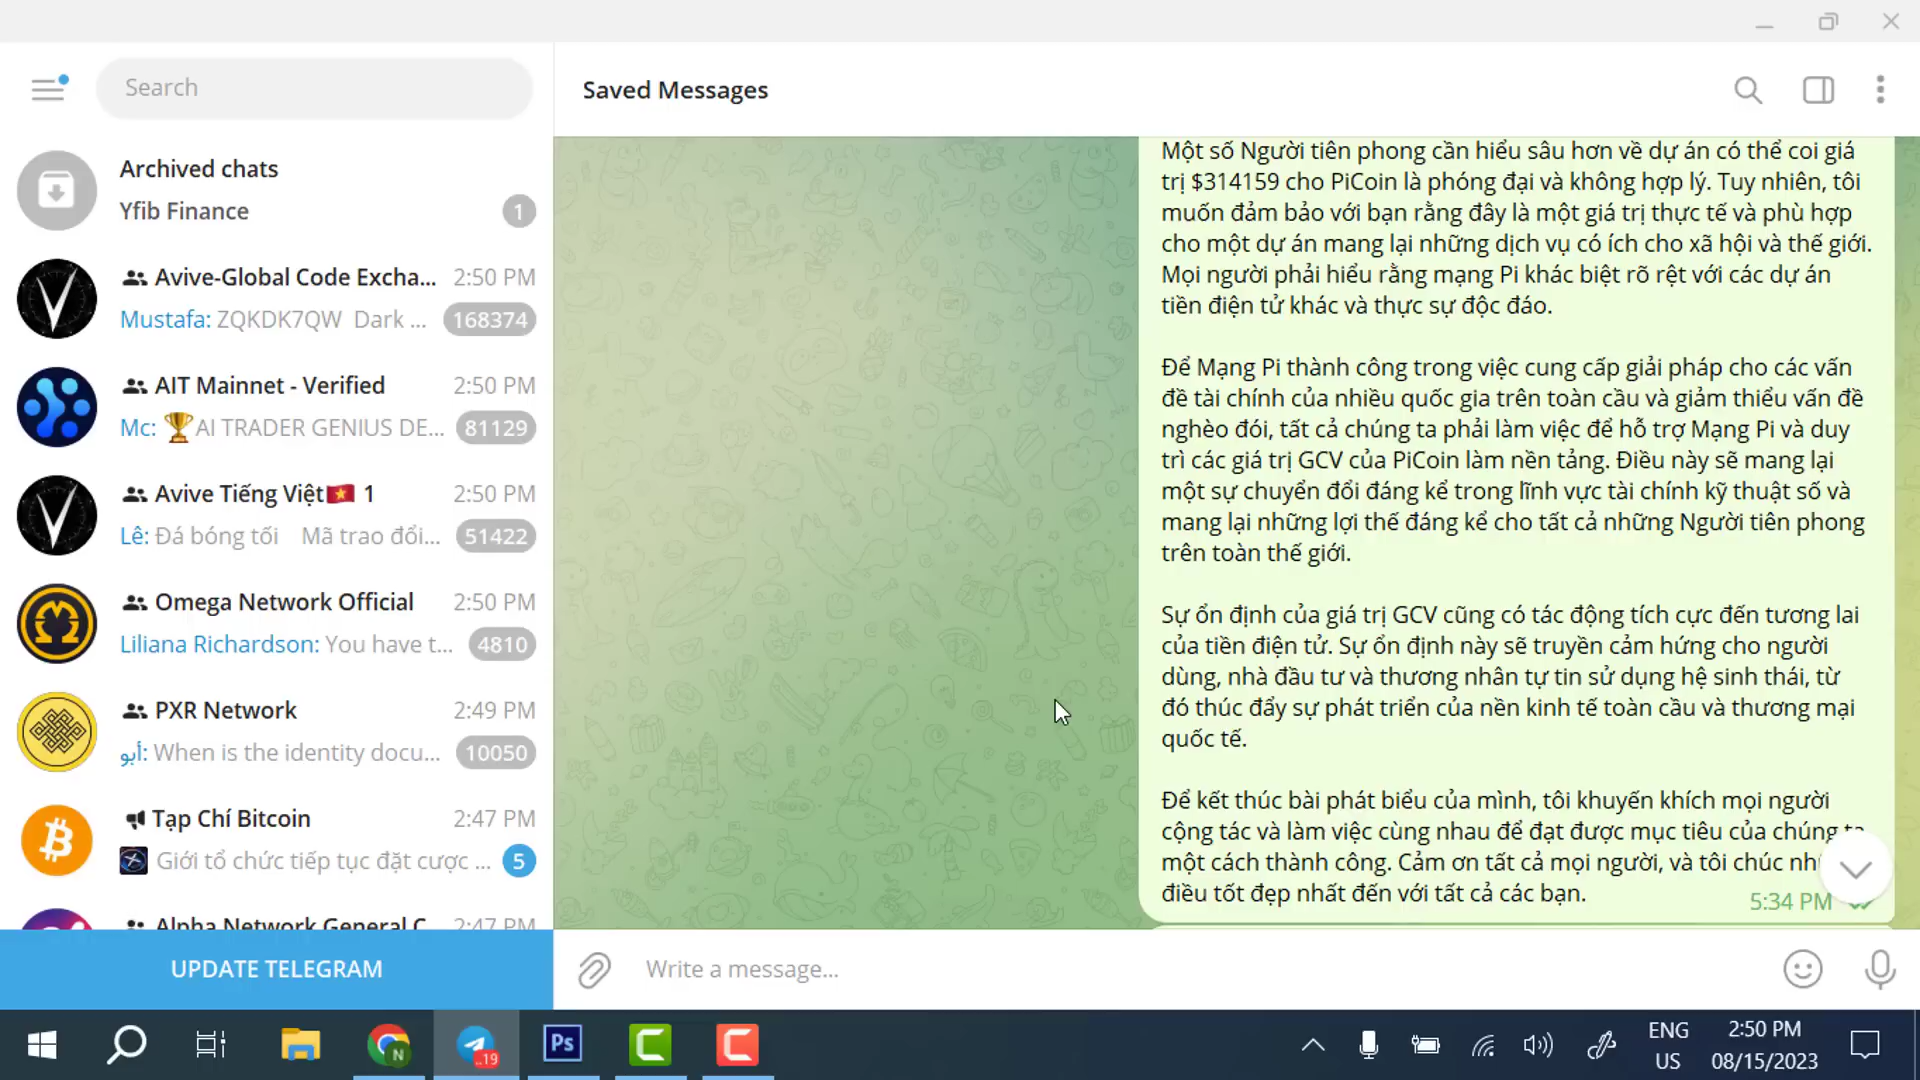 Search
Saved Messages
Archived chats
Yfib Finance
1
Avive-Global Code Excha... 2:50 PM
Mustafa: ZQKDK7QW Dark ... 168374
AIT Mainnet - Verified 2:50 PM
Mc: 🏆AI TRADER GENIUS DE... 81129
Avive Tiếng Việt🇻🇳 1 2:50 PM
Lê: Đá bóng tối Mã trao đổi... 51422
Omega Network Official 2:50 PM
Liliana Richardson: You have t... 4810
PXR Network 2:49 PM
أبو: When is the identity docu... 10050
Tạp Chí Bitcoin 2:47 PM
Giới tổ chức tiếp tục đặt cược ... 5
Alpha Network General C 2:47 PM
UPDATE TELEGRAM
Một số Người tiên phong cần hiểu sâu hơn về dự án có thể coi giá
trị $314159 cho PiCoin là phóng đại và không hợp lý. Tuy nhiên, tôi
muốn đảm bảo với bạn rằng đây là một giá trị thực tế và phù hợp
cho một dự án mang lại những dịch vụ có ích cho xã hội và thế giới.
Mọi người phải hiểu rằng mạng Pi khác biệt rõ rệt với các dự án
tiền điện tử khác và thực sự độc đáo.
Để Mạng Pi thành công trong việc cung cấp giải pháp cho các vấn
đề tài chính của nhiều quốc gia trên toàn cầu và giảm thiểu vấn đề
nghèo đói, tất cả chúng ta phải làm việc để hỗ trợ Mạng Pi và duy
trì các giá trị GCV của PiCoin làm nền tảng. Điều này sẽ mang lại
một sự chuyển đổi đáng kể trong lĩnh vực tài chính kỹ thuật số và
mang lại những lợi thế đáng kể cho tất cả những Người tiên phong
trên toàn thế giới.
Sự ổn định của giá trị GCV cũng có tác động tích cực đến tương lai
của tiền điện tử. Sự ổn định này sẽ truyền cảm hứng cho người
dùng, nhà đầu tư và thương nhân tự tin sử dụng hệ sinh thái, từ
đó thúc đẩy sự phát triển của nền kinh tế toàn cầu và thương mại
quốc tế.
Để kết thúc bài phát biểu của mình, tôi khuyến khích mọi người
cộng tác và làm việc cùng nhau để đạt được mục tiêu của chúng ta
một cách thành công. Cảm ơn tất cả mọi người, và tôi chúc
điều tốt đẹp nhất đến với tất cả các bạn.
5:34 PM
Write a message...
N
..19
Ps
ENG
US
2:50 PM
08/15/2023